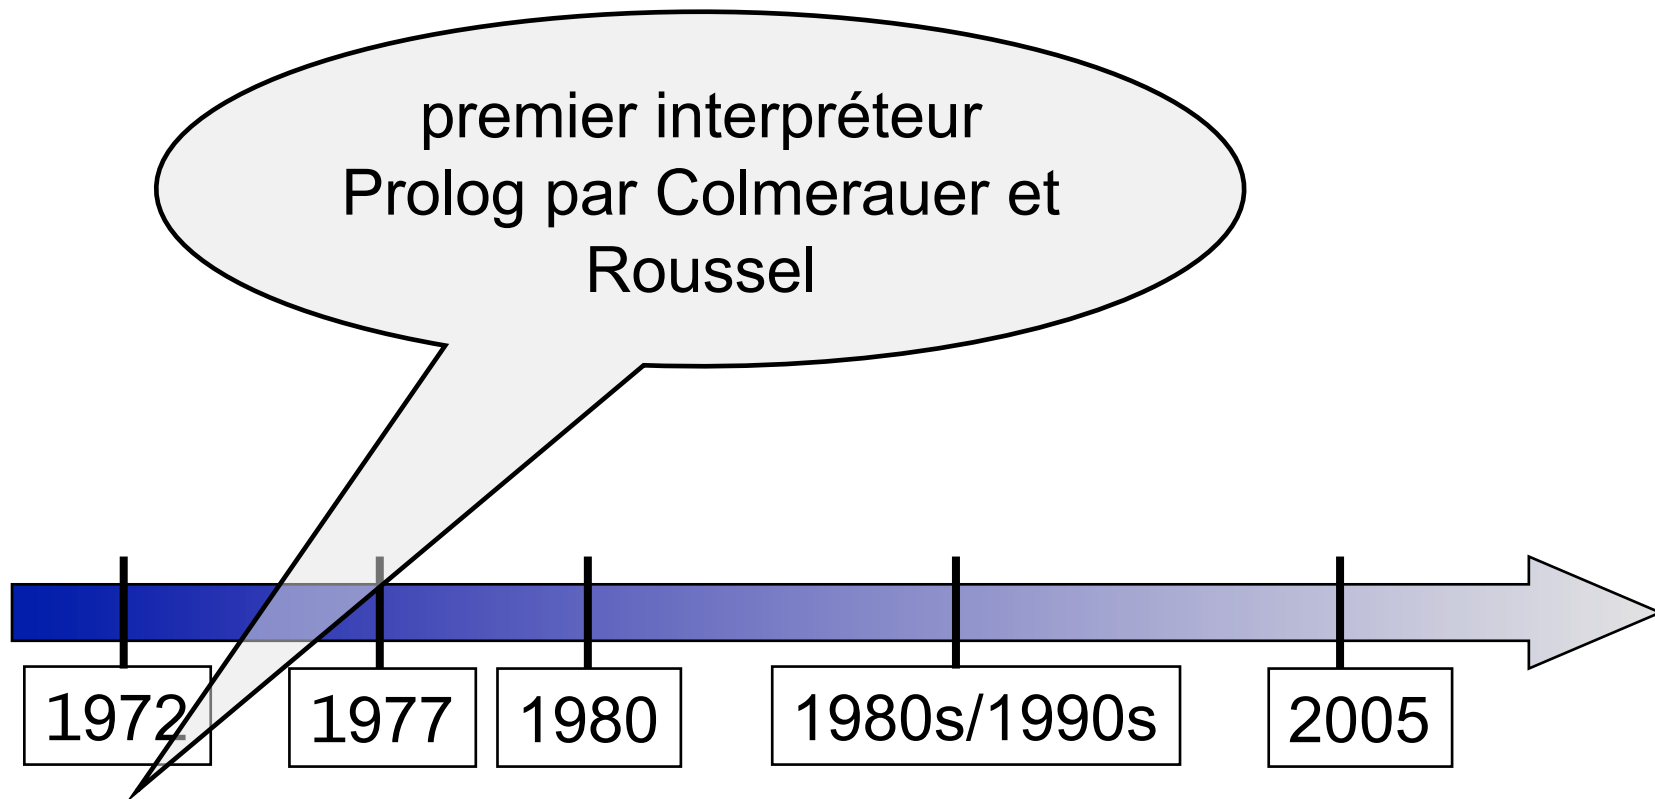 premier interpréteur
Prolog par Colmerauer et
Roussel
1972 1977 1980 1980s/1990s 2005